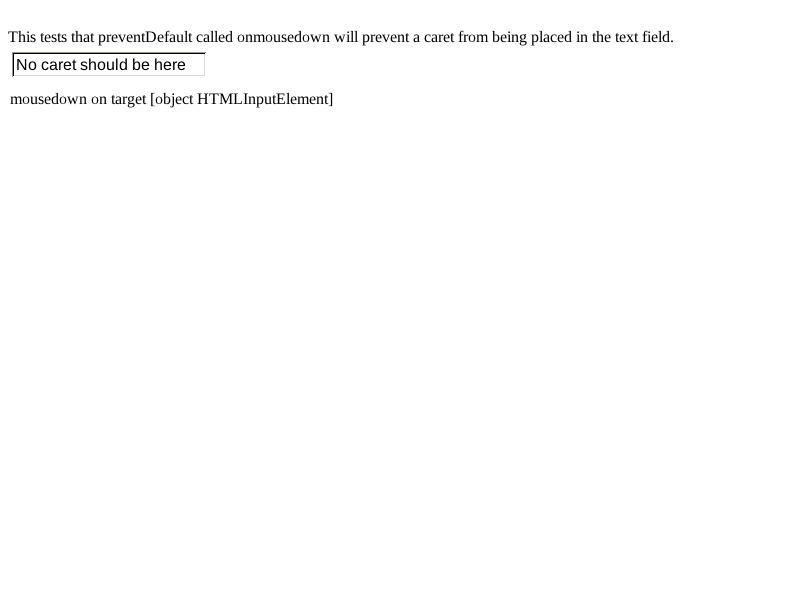 This tests that preventDefault called onmousedown will prevent a caret from being placed in the text field.
No caret should be here
mousedown on target [object HTMLInputElement]